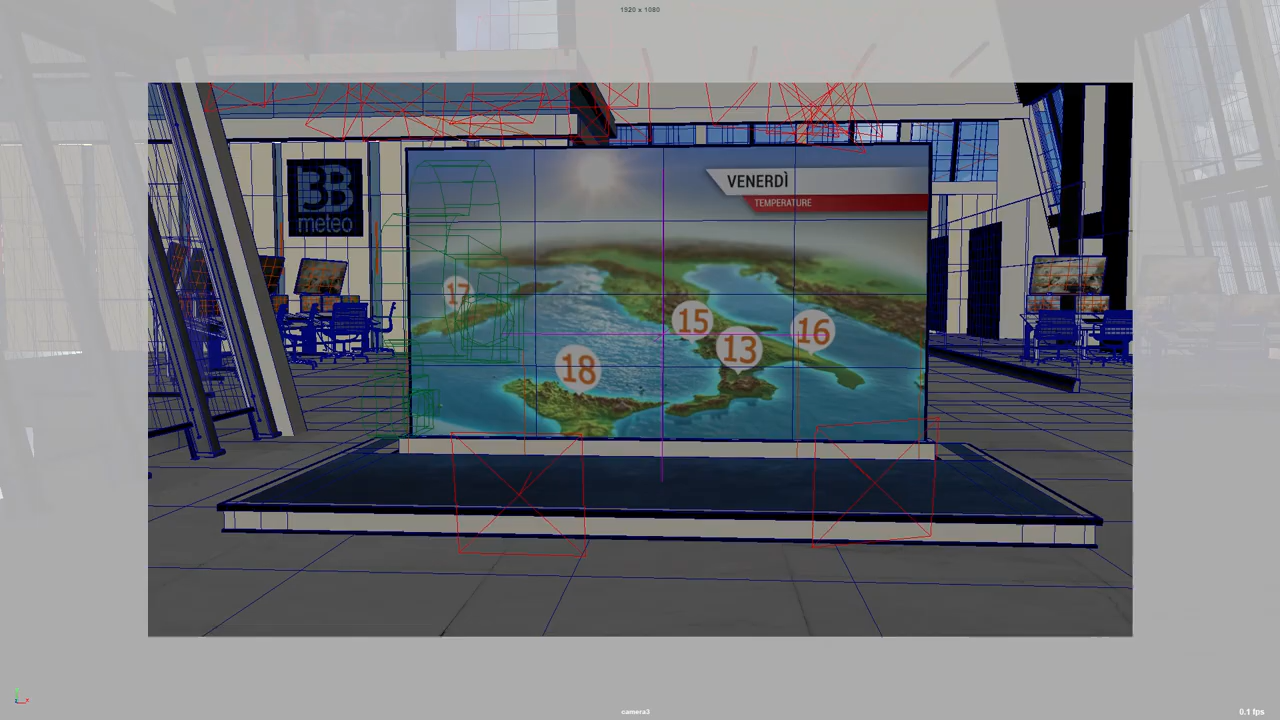 1920 x 1080
3B
meteo
VENERDÌ
TEMPERATURE
17
15
16
13
18
camera3
0.1 fps